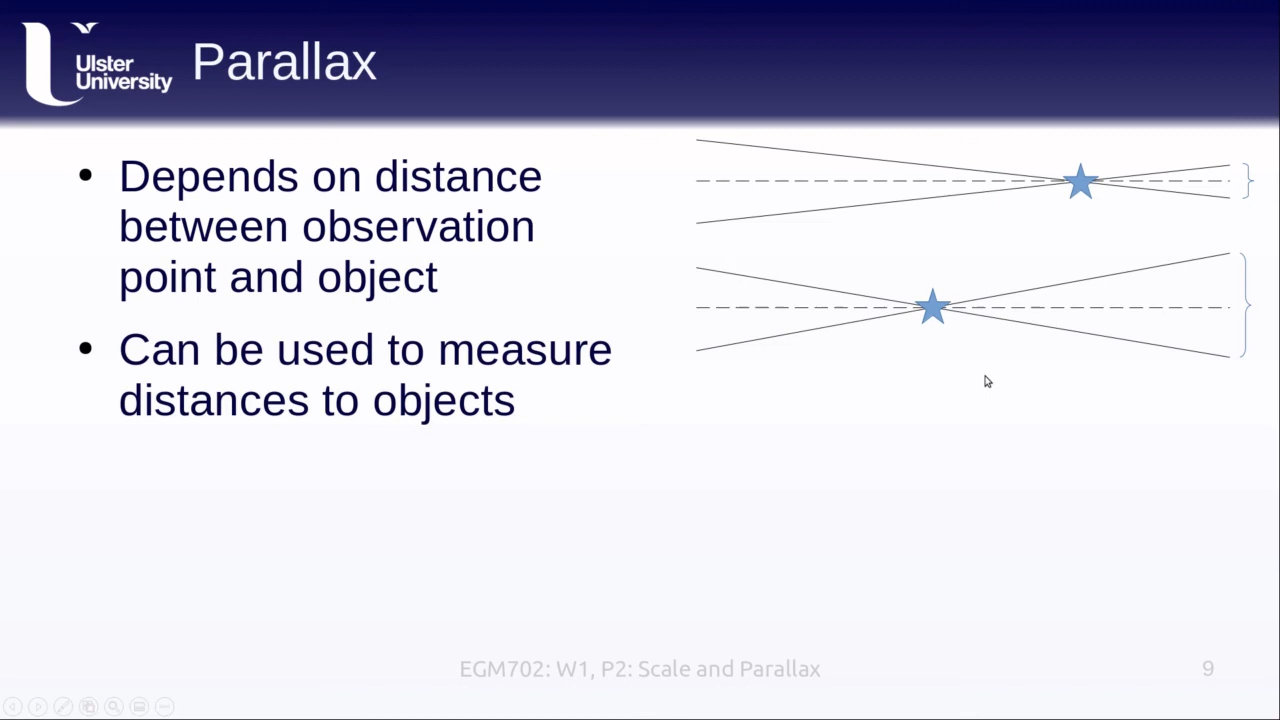 Ulster
University
Parallax
• Depends on distance
between observation
point and object
• Can be used to measure
distances to objects
EGM702: W1, P2: Scale and Parallax
9